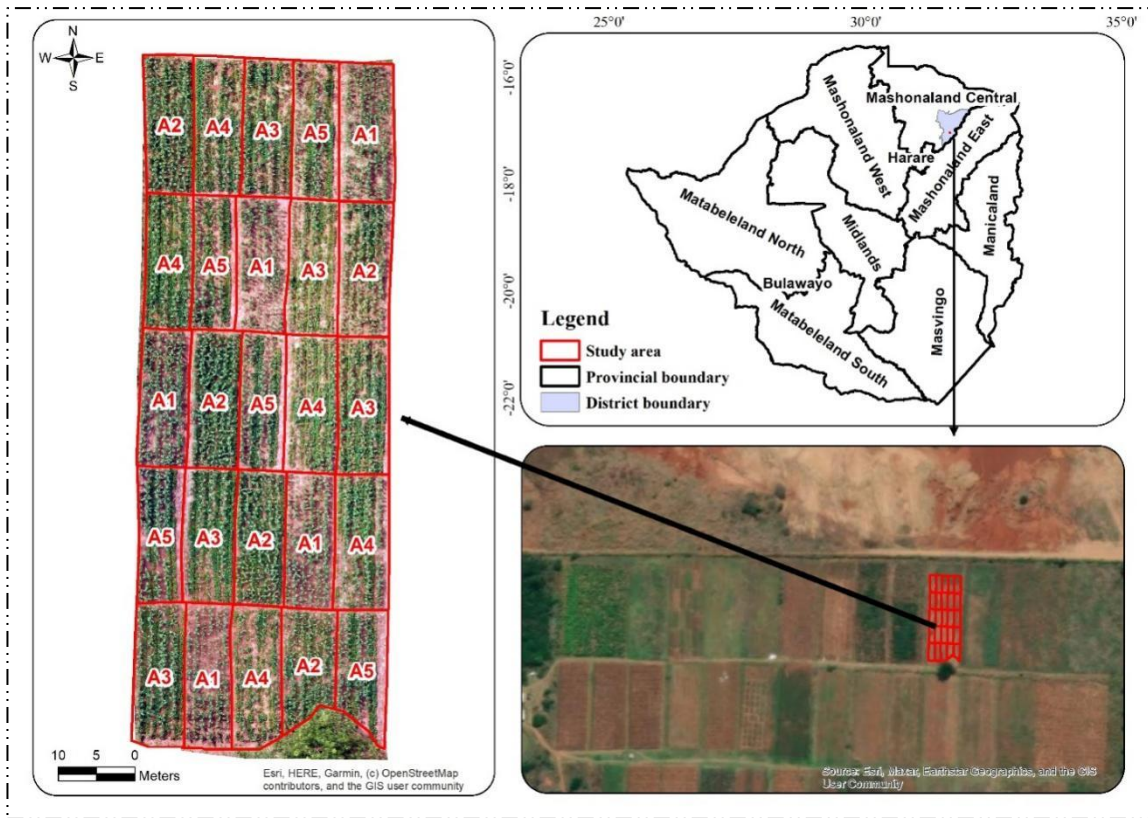 N
W E
S
A2 A4 A3 A5 A1
A4 A5 A1 A3 A2
A1 A2 A5 A4 A3
A5 A3 A2 A1 A4
A3 A1 A4 A2 A5
10 5 0
Meters
Esri, HERE, Garmin, (c) OpenStreetMap
contributors, and the GIS user community
25°0' 30°0' 35°0'
-16°0'
-18°0'
-20°0'
-22°0'
Mashonaland Central
Mashonaland West
Harare
Mashonaland East
Manicaland
Matabeleland North
Midlands
Bulawayo
Masvingo
Matabeleland South
Legend
Study area
Provincial boundary
District boundary
Source: Esri, Maxar, Earthstar Geographics, and the GIS
User Community